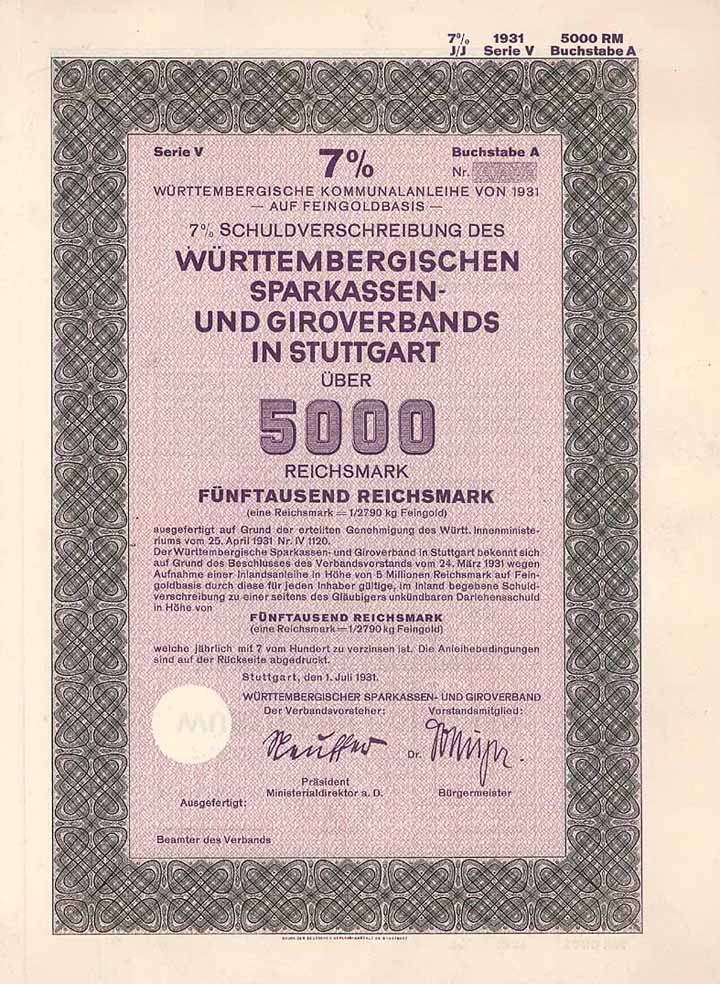 7% 1931 5000 RM
J/J Serie V Buchstabe A
Serie V 7% Buchstabe A
Nr.
WÜRTTEMBERGISCHE KOMMUNALANLEIHE VON 1931
— AUF FEINGOLDBASIS —
7% SCHULDVERSCHREIBUNG DES
WÜRTTEMBERGISCHEN
SPARKASSEN-
UND GIROVERBANDS
IN STUTTGART
ÜBER
5000
REICHSMARK
FÜNFTAUSEND REICHSMARK
(eine Reichsmark = 1/2790 kg Feingold)
ausgefertigt auf Grund der erteilten Genehmigung des Württ. Innenministe-
riums vom 25. April 1931 Nr. IV 1120.
Der Württembergische Sparkassen- und Giroverband in Stuttgart bekennt sich
auf Grund des Beschlusses des Verbandsvorstands vom 24. März 1931 wegen
Aufnahme einer Inlandsanleihe in Höhe von 5 Millionen Reichsmark auf Fein-
goldbasis durch diese für jeden Inhaber gültige, im Inland begebene Schuld-
verschreibung zu einer seitens des Gläubigers unkündbaren Darlehensschuld
in Höhe von
FÜNFTAUSEND REICHSMARK
(eine Reichsmark = 1/2790 kg Feingold)
welche jährlich mit 7 vom Hundert zu verzinsen ist. Die Anleihebedingungen
sind auf der Rückseite abgedruckt.
Stuttgart, den 1. Juli 1931.
WÜRTTEMBERGISCHER SPARKASSEN- UND GIROVERBAND
Der Verbandsvorsteher: Vorstandsmitglied:
Dr.
Präsident
Ministerialdirektor a. D. Bürgermeister
Ausgefertigt:
Beamter des Verbands